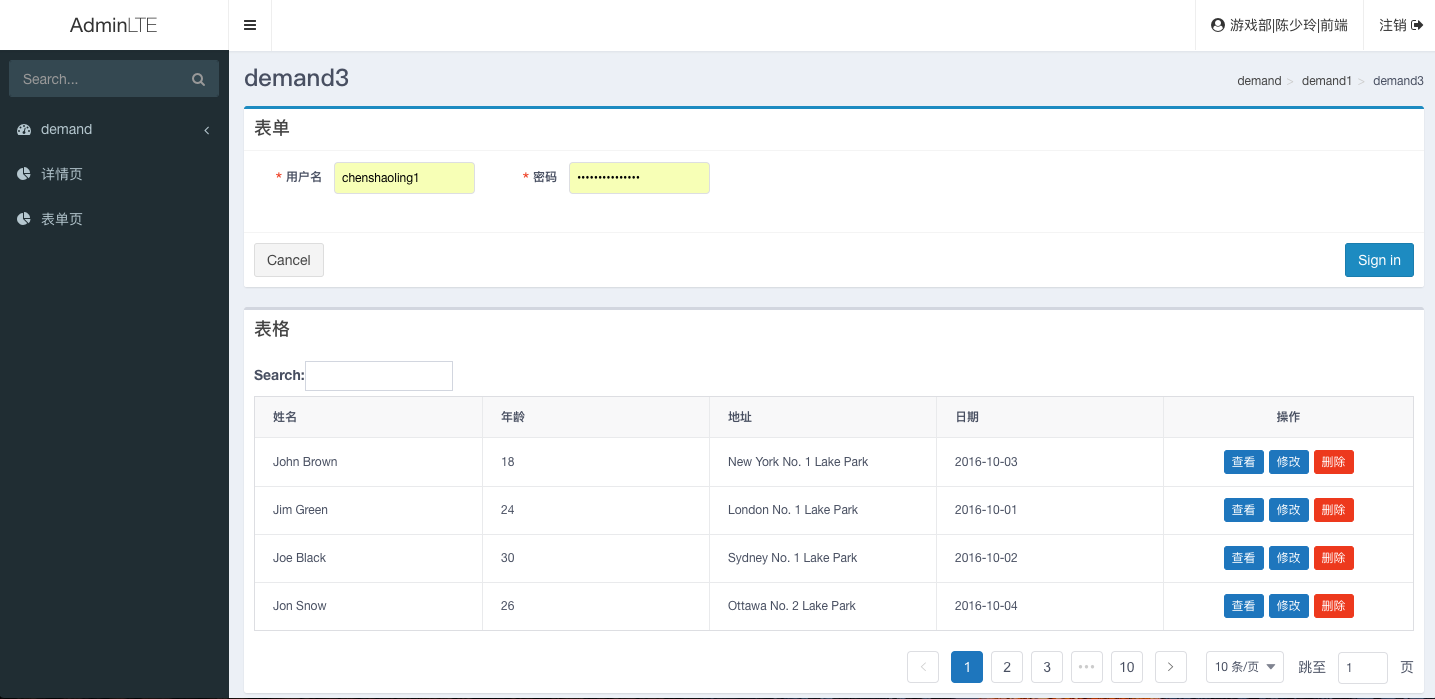 AdminLTE
游戏部|陈少玲|前端 注销
Search...
demand
详情页
表单页
demand3
demand > demand1 > demand3
表单
* 用户名 chenshaoling1 * 密码 •••••••••••••••
Cancel Sign in
表格
Search:
姓名 年龄 地址 日期 操作
John Brown 18 New York No. 1 Lake Park 2016-10-03 查看 修改 删除
Jim Green 24 London No. 1 Lake Park 2016-10-01 查看 修改 删除
Joe Black 30 Sydney No. 1 Lake Park 2016-10-02 查看 修改 删除
Jon Snow 26 Ottawa No. 2 Lake Park 2016-10-04 查看 修改 删除
< 1 2 3 ••• 10 > 10 条/页 跳至 1 页